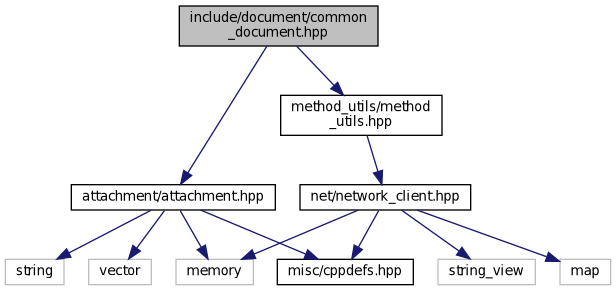 include/document/common
_document.hpp
method_utils/method
_utils.hpp
attachment/attachment.hpp
net/network_client.hpp
string
vector
memory
misc/cppdefs.hpp
string_view
map